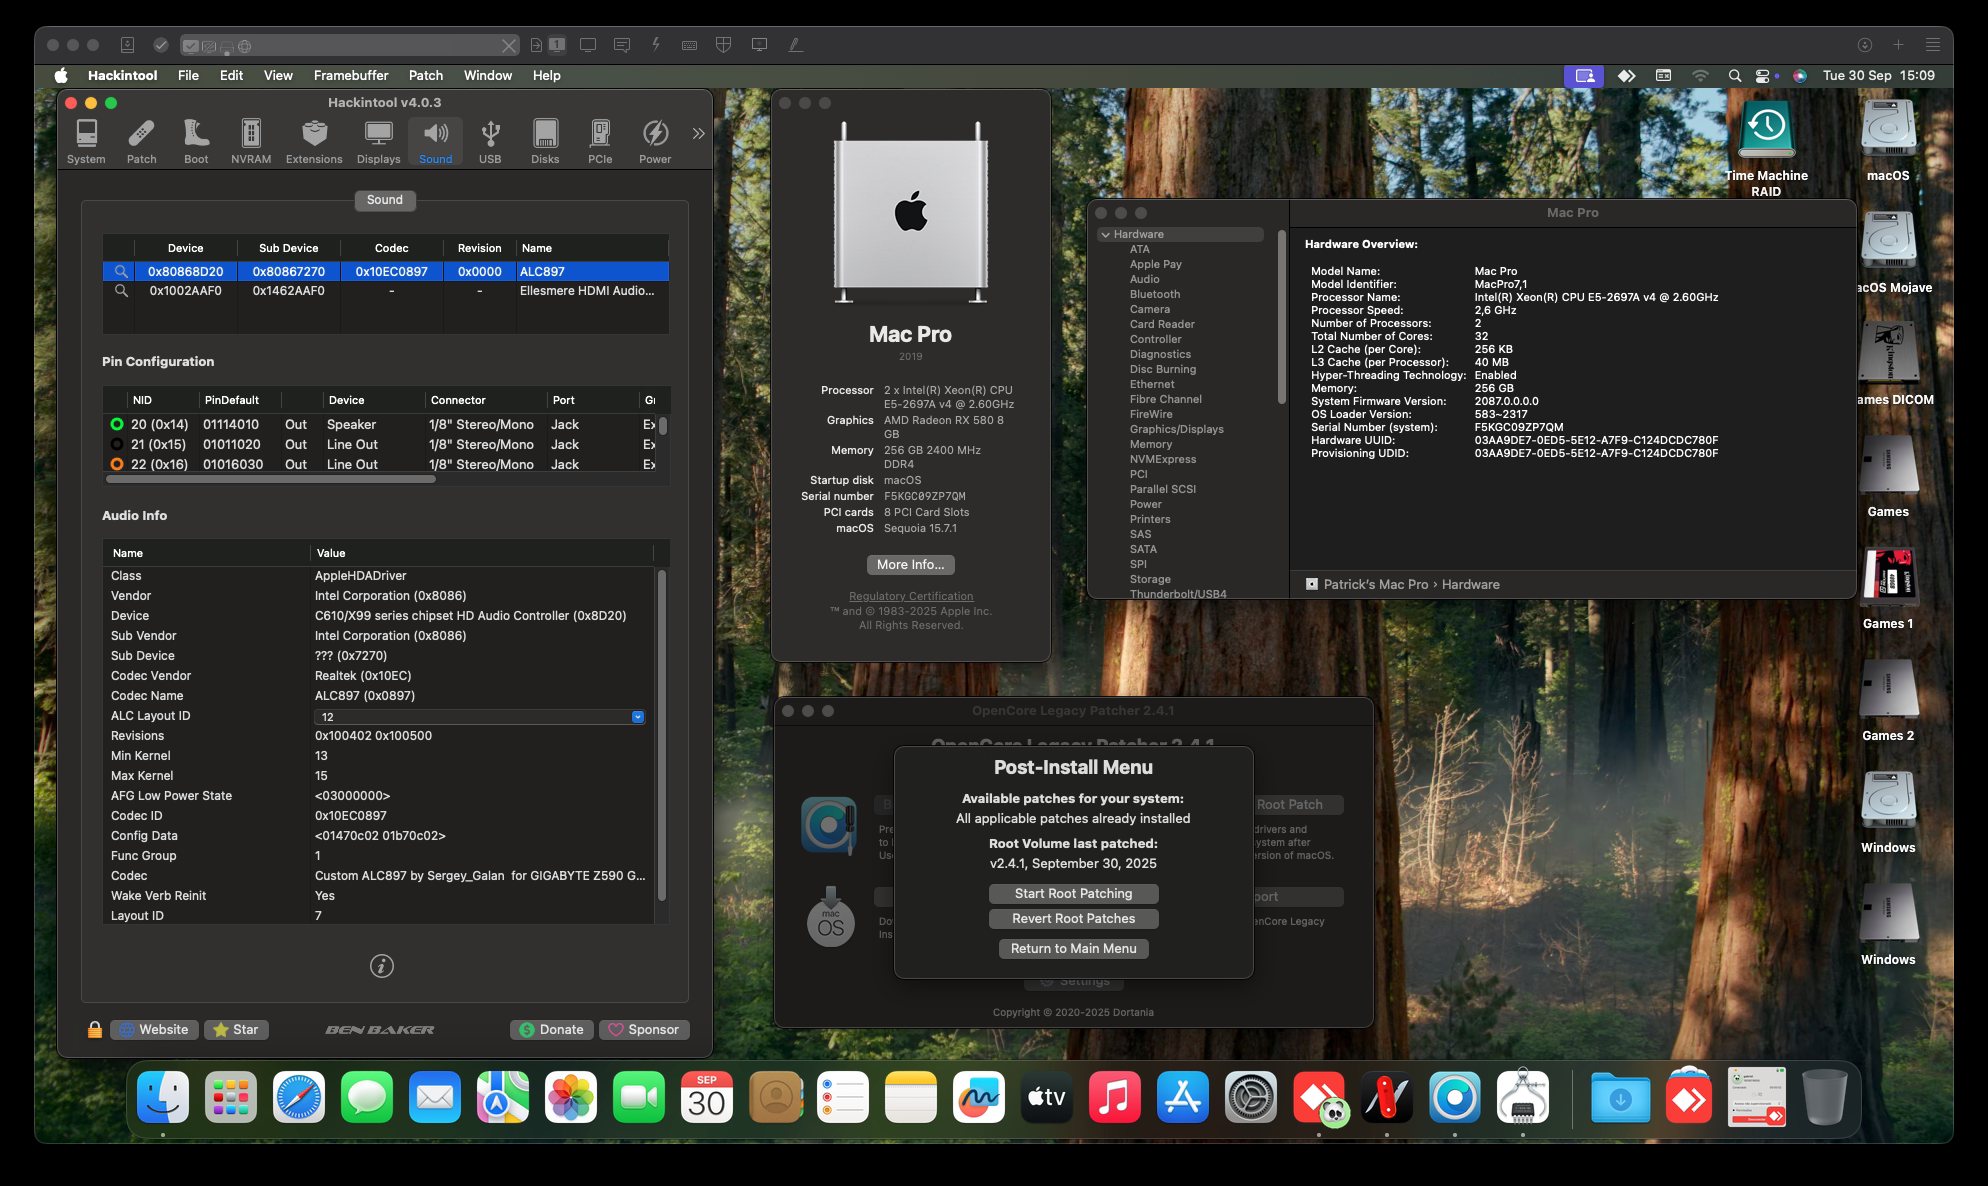 1
Hackintool File Edit View Framebuffer Patch Window Help
Tue 30 Sep 15:09
Hackintool v4.0.3
System Patch Boot NVRAM Extensions Displays Sound USB Disks PCIe Power
Sound
Device Sub Device Codec Revision Name
0x80868D20 0x80867270 0x10EC0897 0x0000 ALC897
0x1002AAF0 0x1462AAF0 - - Ellesmere HDMI Audio...
Pin Configuration
NID PinDefault Device Connector Port
20 (0x14) 01114010 Out Speaker 1/8" Stereo/Mono Jack
21 (0x15) 01011020 Out Line Out 1/8" Stereo/Mono Jack
22 (0x16) 01016030 Out Line Out 1/8" Stereo/Mono Jack
Audio Info
Name Value
Class AppleHDADriver
Vendor Intel Corporation (0x8086)
Device C610/X99 series chipset HD Audio Controller (0x8D20)
Sub Vendor Intel Corporation (0x8086)
Sub Device ??? (0x7270)
Codec Vendor Realtek (0x10EC)
Codec Name ALC897 (0x0897)
ALC Layout ID 12
Revisions 0x100402 0x100500
Min Kernel 13
Max Kernel 15
AFG Low Power State <03000000>
Codec ID 0x10EC0897
Config Data <01470c02 01b70c02>
Func Group 1
Codec Custom ALC897 by Sergey_Galan for GIGABYTE Z590 G...
Wake Verb Reinit Yes
Layout ID 7
Website Star BEN BAKER Donate Sponsor
Mac Pro
2019
Processor 2 x Intel(R) Xeon(R) CPU
E5-2697A v4 @ 2.60GHz
Graphics AMD Radeon RX 580 8
GB
Memory 256 GB 2400 MHz
DDR4
Startup disk macOS
Serial number F5KGC09ZP7QM
PCI cards 8 PCI Card Slots
macOS Sequoia 15.7.1
More Info...
Regulatory Certification
™ and © 1983-2025 Apple Inc.
All Rights Reserved.
Mac Pro
Hardware
ATA
Apple Pay
Audio
Bluetooth
Camera
Card Reader
Controller
Diagnostics
Disc Burning
Ethernet
Fibre Channel
FireWire
Graphics/Displays
Memory
NVMExpress
PCI
Parallel SCSI
Power
Printers
SAS
SATA
SPI
Storage
Thunderbolt/USB4
Hardware Overview:
Model Name: Mac Pro
Model Identifier: MacPro7,1
Processor Name: Intel(R) Xeon(R) CPU E5-2697A v4 @ 2.60GHz
Processor Speed: 2,6 GHz
Number of Processors: 2
Total Number of Cores: 32
L2 Cache (per Core): 256 KB
L3 Cache (per Processor): 40 MB
Hyper-Threading Technology: Enabled
Memory: 256 GB
System Firmware Version: 2087.0.0.0.0
OS Loader Version: 583~2317
Serial Number (system): F5KGC09ZP7QM
Hardware UUID: 03AA9DE7-0ED5-5E12-A7F9-C124DCDC780F
Provisioning UDID: 03AA9DE7-0ED5-5E12-A7F9-C124DCDC780F
Patrick's Mac Pro › Hardware
OpenCore Legacy Patcher 2.4.1
OpenCore Legacy Patcher 2.4.1
Post-Install Menu
Available patches for your system:
All applicable patches already installed
Root Volume last patched:
v2.4.1, September 30, 2025
Start Root Patching
Revert Root Patches
Return to Main Menu
Root Patch
drivers and
ystem after
ersion of macOS.
port
enCore Legacy
mac
OS
Settings
Copyright © 2020-2025 Dortania
Time Machine
RAID
macOS
acOS Mojave
ames DICOM
Games
Games 1
Games 2
Windows
Windows
SEP
30
tv